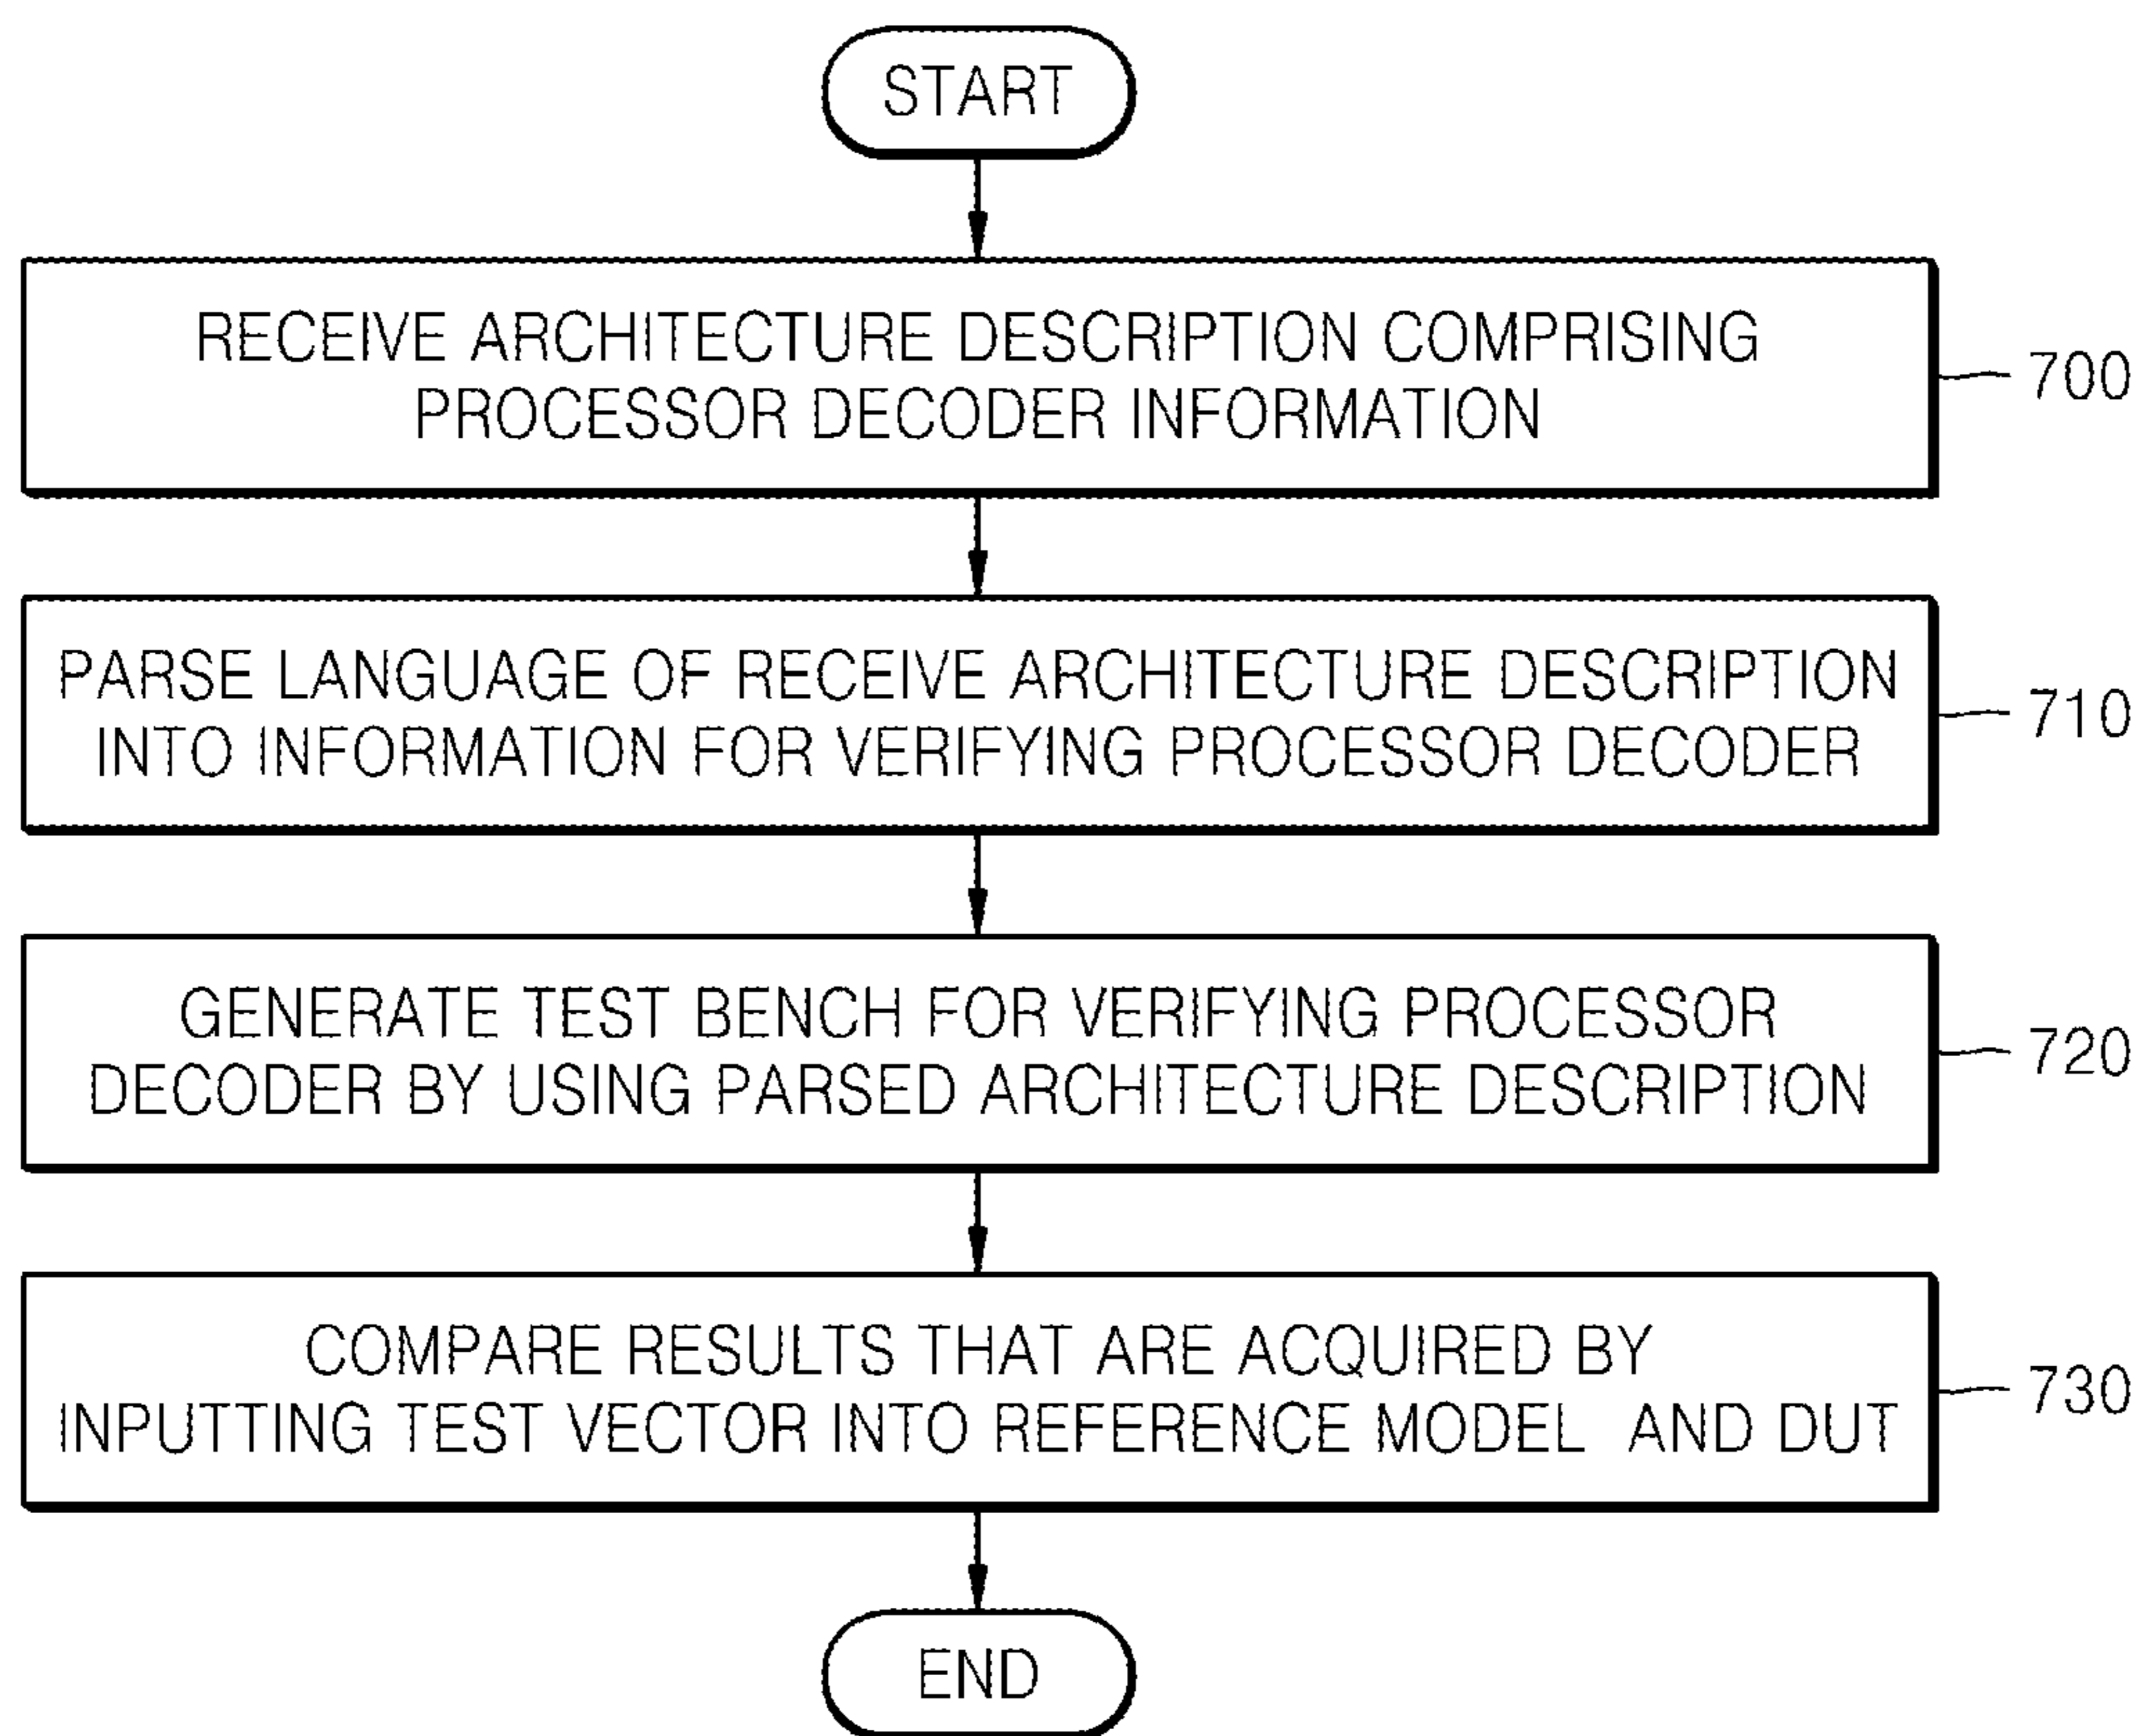 START
RECEIVE ARCHITECTURE DESCRIPTION COMPRISING
PROCESSOR DECODER INFORMATION
700
PARSE LANGUAGE OF RECEIVE ARCHITECTURE DESCRIPTION
INTO INFORMATION FOR VERIFYING PROCESSOR DECODER
710
GENERATE TEST BENCH FOR VERIFYING PROCESSOR
DECODER BY USING PARSED ARCHITECTURE DESCRIPTION
720
COMPARE RESULTS THAT ARE ACQUIRED BY
INPUTTING TEST VECTOR INTO REFERENCE MODEL AND DUT
730
END